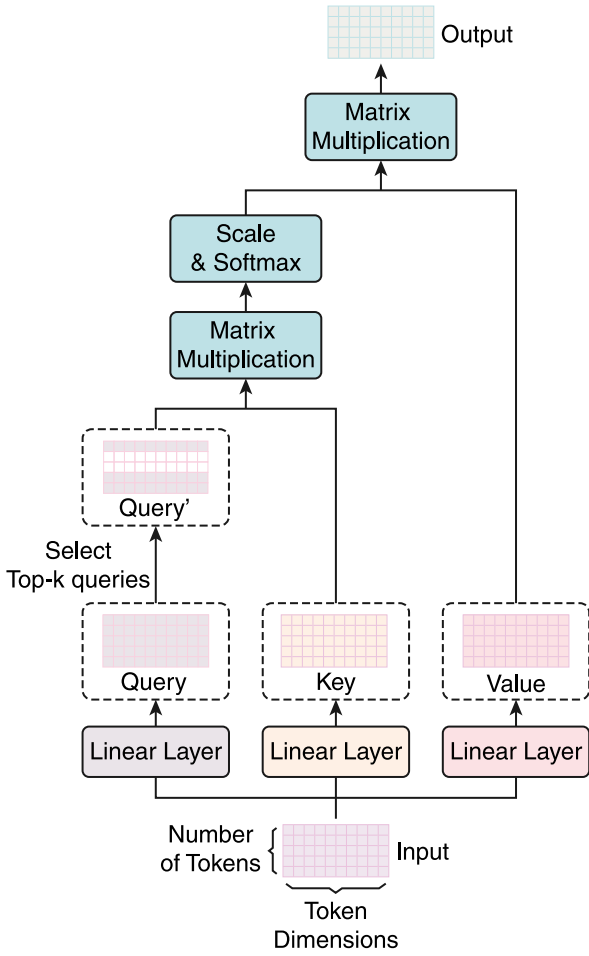 Output
Matrix
Multiplication
Scale
& Softmax
Matrix
Multiplication
Query’
Select
Top-k queries
Query
Key
Value
Linear Layer
Linear Layer
Linear Layer
Number
of Tokens
Input
Token
Dimensions